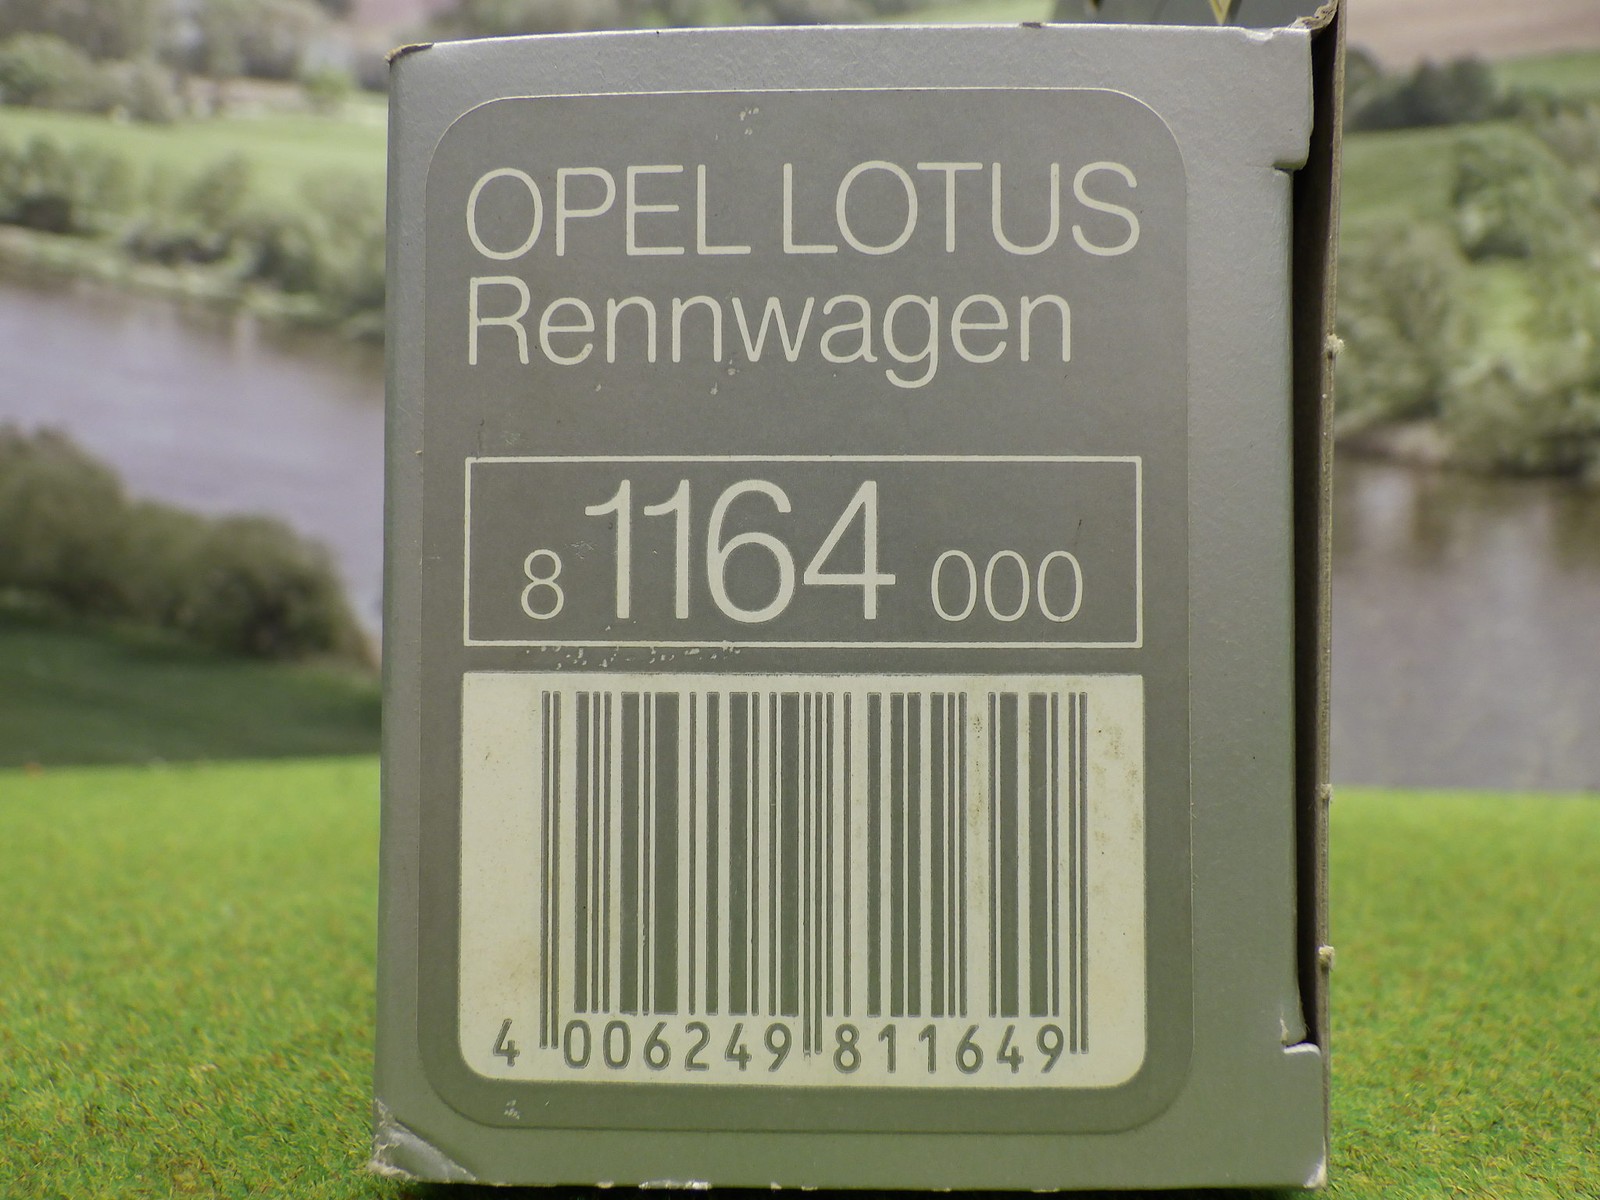 OPEL LOTUS
Rennwagen
8 1164 000
4 006249 811649